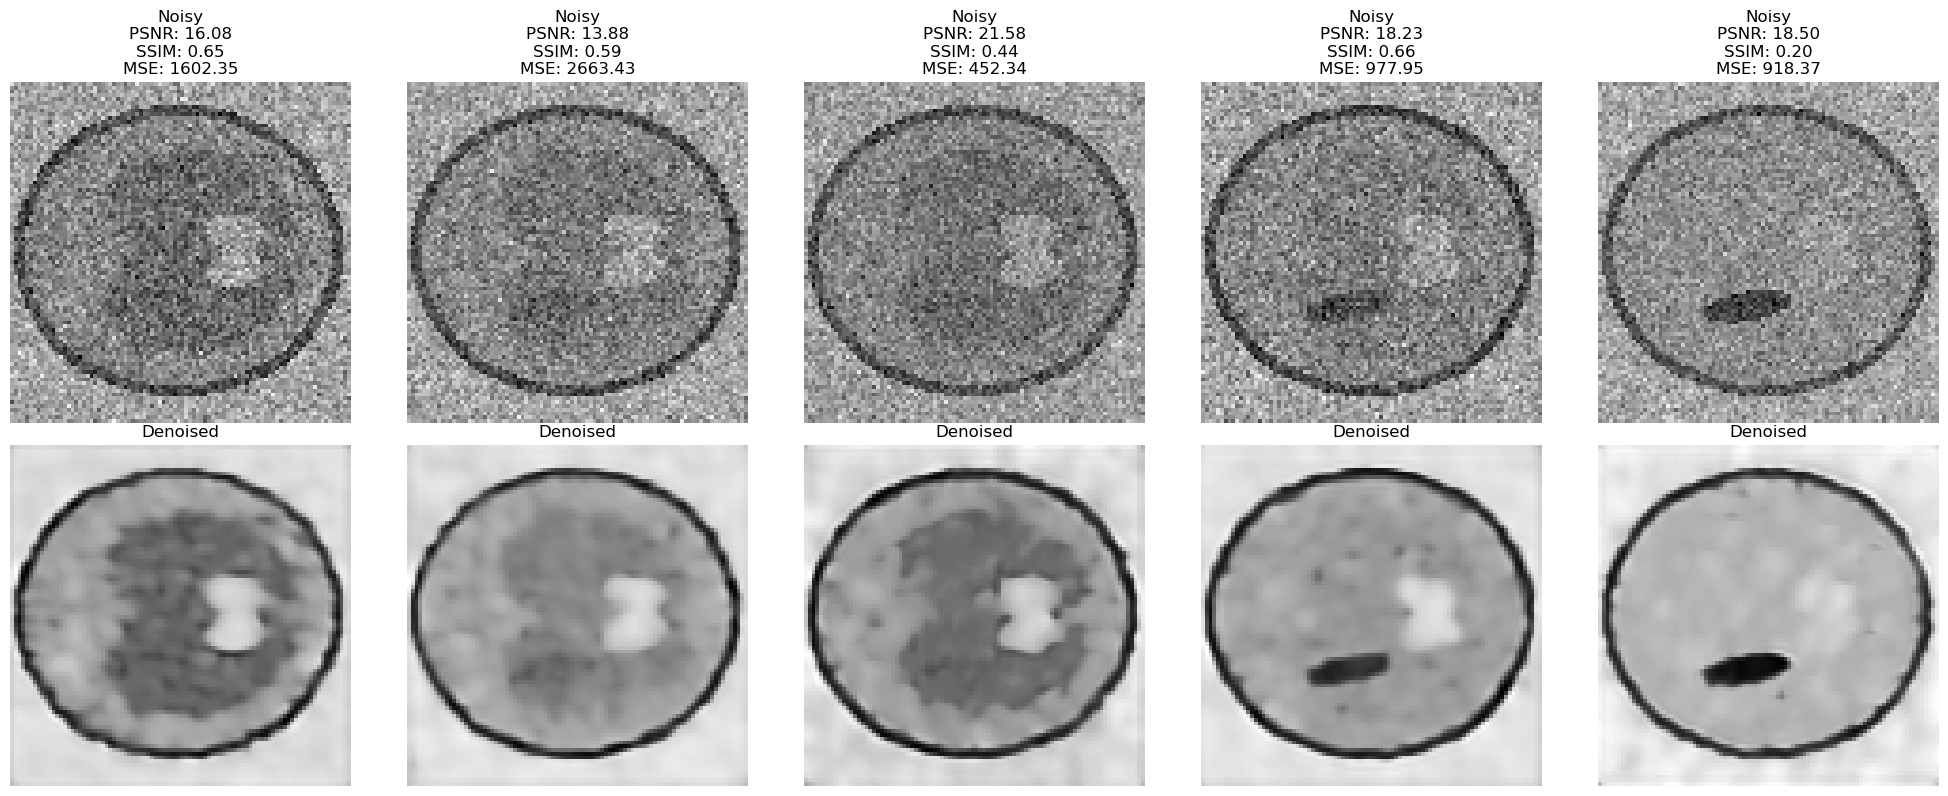 Noisy
PSNR: 16.08
SSIM: 0.65
MSE: 1602.35
Noisy
PSNR: 13.88
SSIM: 0.59
MSE: 2663.43
Noisy
PSNR: 21.58
SSIM: 0.44
MSE: 452.34
Noisy
PSNR: 18.23
SSIM: 0.66
MSE: 977.95
Noisy
PSNR: 18.50
SSIM: 0.20
MSE: 918.37
Denoised
Denoised
Denoised
Denoised
Denoised